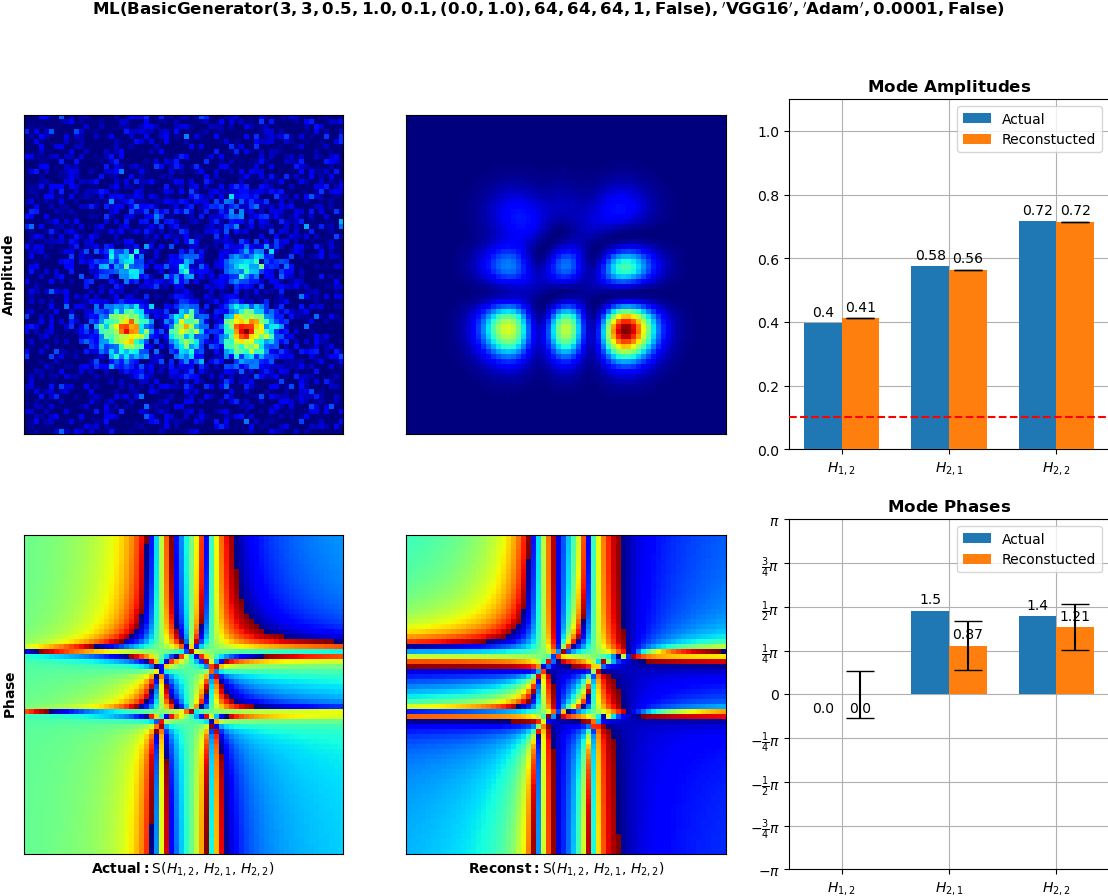 ML(BasicGenerator(3, 3, 0.5, 1.0, 0.1, (0.0, 1.0), 64, 64, 64, 1, False), ′VGG16′, ′Adam′, 0.0001, False)
Amplitude
Mode Amplitudes
Actual
Reconstucted
1.0
0.8
0.6
0.4
0.2
0.0
0.4
0.41
0.58
0.56
0.72
0.72
H1,2
H2,1
H2,2
Phase
Actual: S(H1,2, H2,1, H2,2)
Reconst: S(H1,2, H2,1, H2,2)
Mode Phases
Actual
Reconstucted
π
3/4π
1/2π
1/4π
0
−1/4π
−1/2π
−3/4π
−π
0.0
0.0
1.5
0.87
1.4
1.21
H1,2
H2,1
H2,2